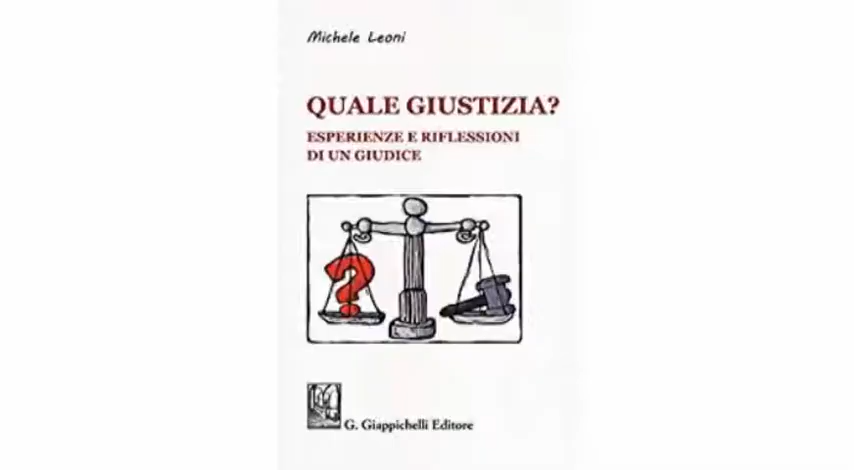 Michele Leoni
QUALE GIUSTIZIA?
ESPERIENZE E RIFLESSIONI
DI UN GIUDICE
?
G. Giappichelli Editore